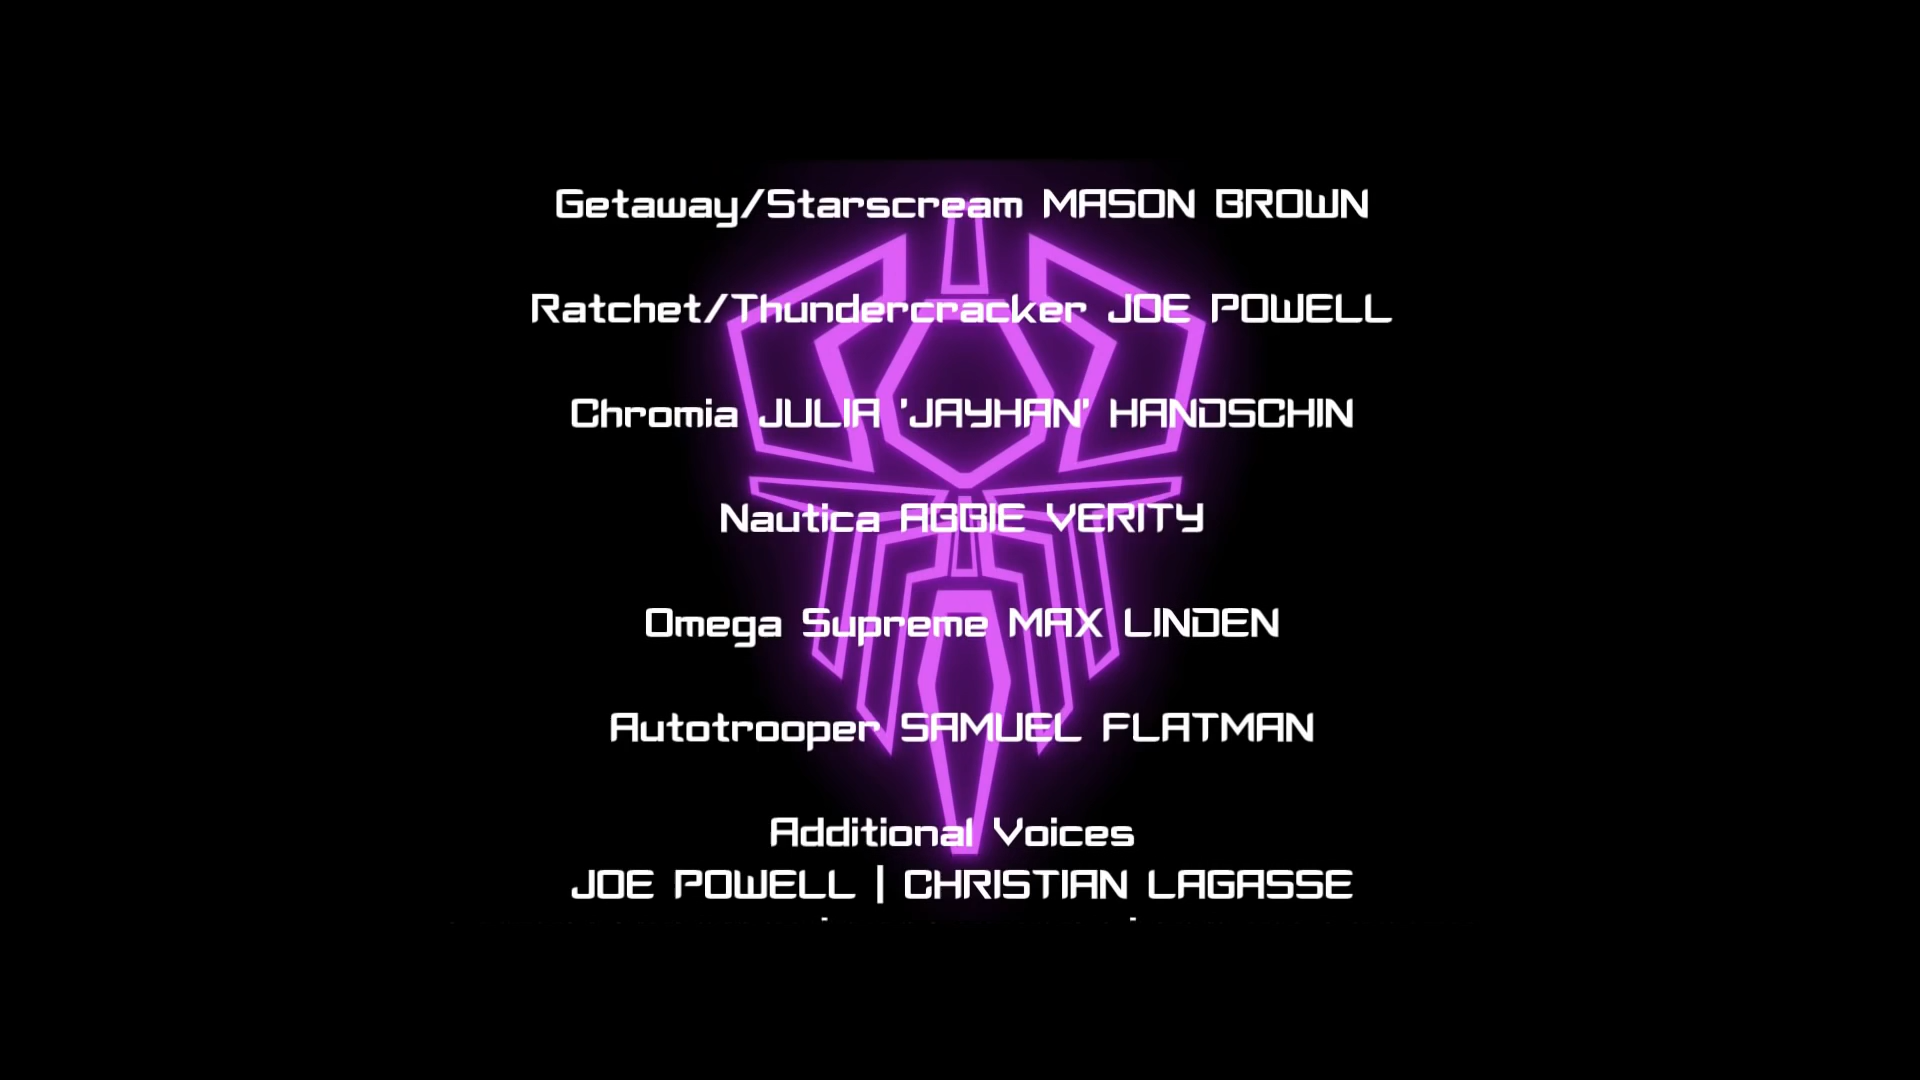 Getaway/Starscream MASON BROWN
Ratchet/Thundercracker JOE POWELL
Chromia JULIA 'JAYHAN' HANDSCHIN
Nautica ABBIE VERITY
Omega Supreme MAX LINDEN
Autotrooper SAMUEL FLATMAN
Additional Voices
JOE POWELL | CHRISTIAN LAGASSE